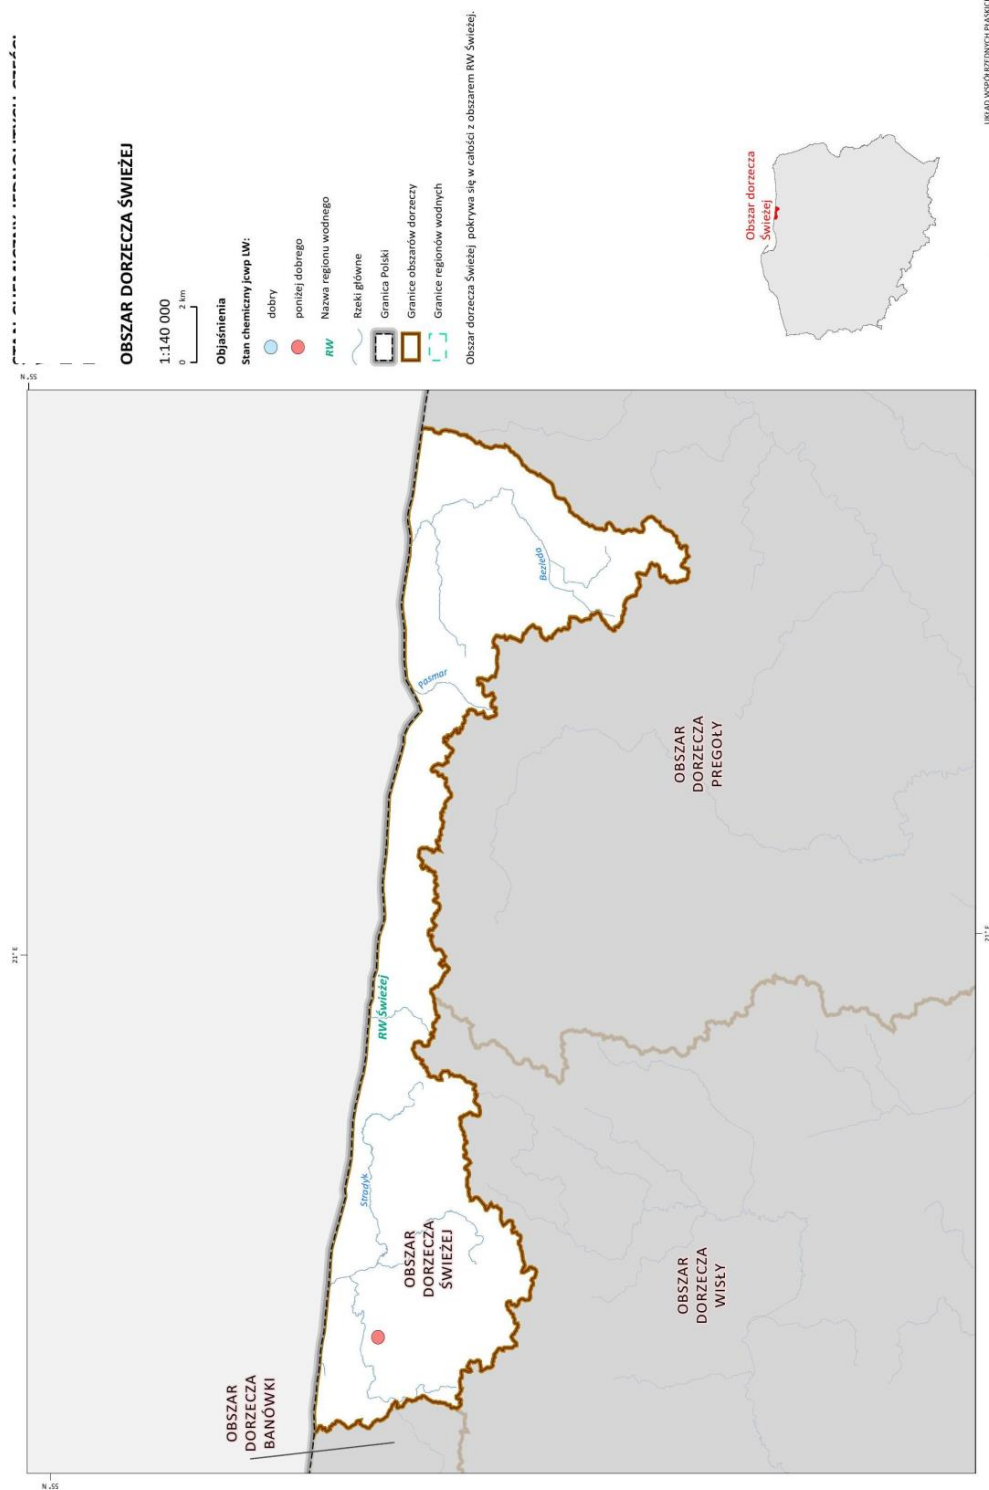 OBSZAR DORZECZA ŚWIEŻEJ
1:140 000
0 2 km
Objaśnienia
Stan chemiczny jcwp LW:
dobry
poniżej dobrego
RW Nazwa regionu wodnego
Rzeki główne
Granica Polski
Granice obszarów dorzeczy
Granice regionów wodnych
Obszar dorzecza Świeżej pokrywa się w całości z obszarem RW Świeżej.
Obszar dorzecza
Świeżej
UKŁAD WSPÓŁRZĘDNYCH PŁASKICH
21° E
21° E
OBSZAR
DORZECZA
BANÓWKI
OBSZAR
DORZECZA
ŚWIEŻEJ
Stradyk
RW Świeżej
Pasmar
Bezleda
OBSZAR
DORZECZA
WISŁY
OBSZAR
DORZECZA
PREGOŁY